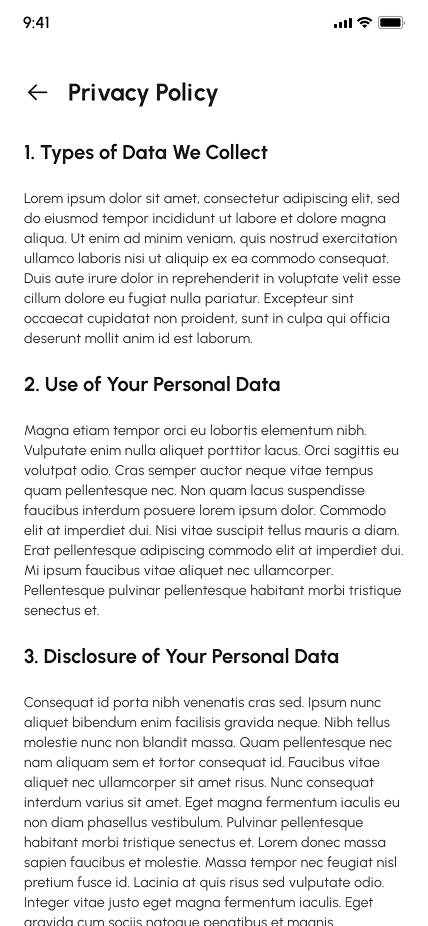 9:41
Privacy Policy
1. Types of Data We Collect
Lorem ipsum dolor sit amet, consectetur adipiscing elit, sed
do eiusmod tempor incididunt ut labore et dolore magna
aliqua. Ut enim ad minim veniam, quis nostrud exercitation
ullamco laboris nisi ut aliquip ex ea commodo consequat.
Duis aute irure dolor in reprehenderit in voluptate velit esse
cillum dolore eu fugiat nulla pariatur. Excepteur sint
occaecat cupidatat non proident, sunt in culpa qui officia
deserunt mollit anim id est laborum.
2. Use of Your Personal Data
Magna etiam tempor orci eu lobortis elementum nibh.
Vulputate enim nulla aliquet porttitor lacus. Orci sagittis eu
volutpat odio. Cras semper auctor neque vitae tempus
quam pellentesque nec. Non quam lacus suspendisse
faucibus interdum posuere lorem ipsum dolor. Commodo
elit at imperdiet dui. Nisi vitae suscipit tellus mauris a diam.
Erat pellentesque adipiscing commodo elit at imperdiet dui.
Mi ipsum faucibus vitae aliquet nec ullamcorper.
Pellentesque pulvinar pellentesque habitant morbi tristique
senectus et.
3. Disclosure of Your Personal Data
Consequat id porta nibh venenatis cras sed. Ipsum nunc
aliquet bibendum enim facilisis gravida neque. Nibh tellus
molestie nunc non blandit massa. Quam pellentesque nec
nam aliquam sem et tortor consequat id. Faucibus vitae
aliquet nec ullamcorper sit amet risus. Nunc consequat
interdum varius sit amet. Eget magna fermentum iaculis eu
non diam phasellus vestibulum. Pulvinar pellentesque
habitant morbi tristique senectus et. Lorem donec massa
sapien faucibus et molestie. Massa tempor nec feugiat nisl
pretium fusce id. Lacinia at quis risus sed vulputate odio.
Integer vitae justo eget magna fermentum iaculis. Eget
gravida cum sociis natoque penatibus et magnis.